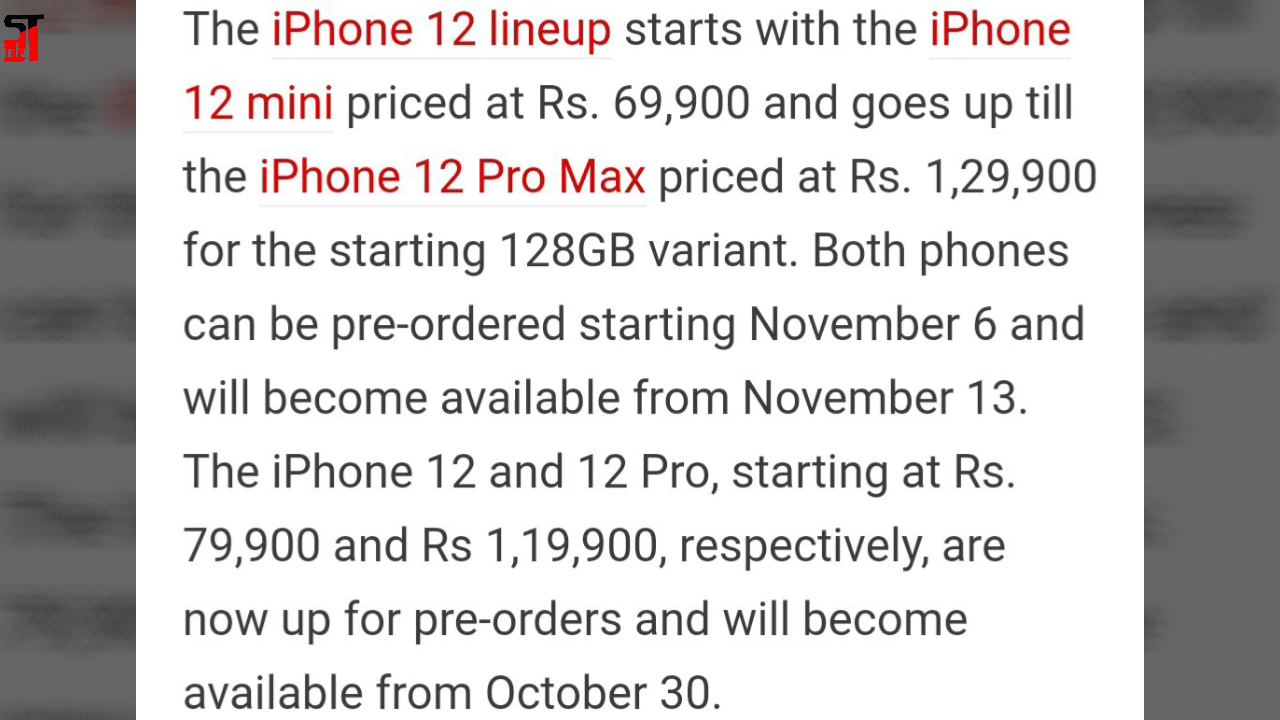 ST
The iPhone 12 lineup starts with the iPhone
12 mini priced at Rs. 69,900 and goes up till
the iPhone 12 Pro Max priced at Rs. 1,29,900
for the starting 128GB variant. Both phones
can be pre-ordered starting November 6 and
will become available from November 13.
The iPhone 12 and 12 Pro, starting at Rs.
79,900 and Rs 1,19,900, respectively, are
now up for pre-orders and will become
available from October 30.